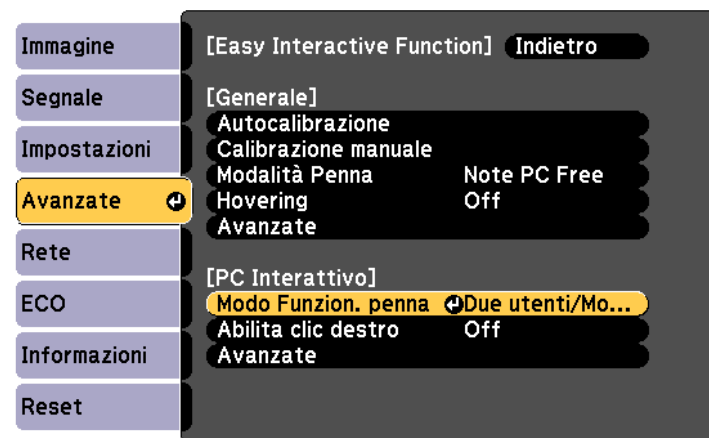 Immagine
Segnale
Impostazioni
Avanzate
Rete
ECO
Informazioni
Reset
[Easy Interactive Function] Indietro
[Generale]
Autocalibrazione
Calibrazione manuale
Modalità Penna Note PC Free
Hovering Off
Avanzate
[PC Interattivo]
Modo Funzion. penna Due utenti/Mo...
Abilita clic destro Off
Avanzate